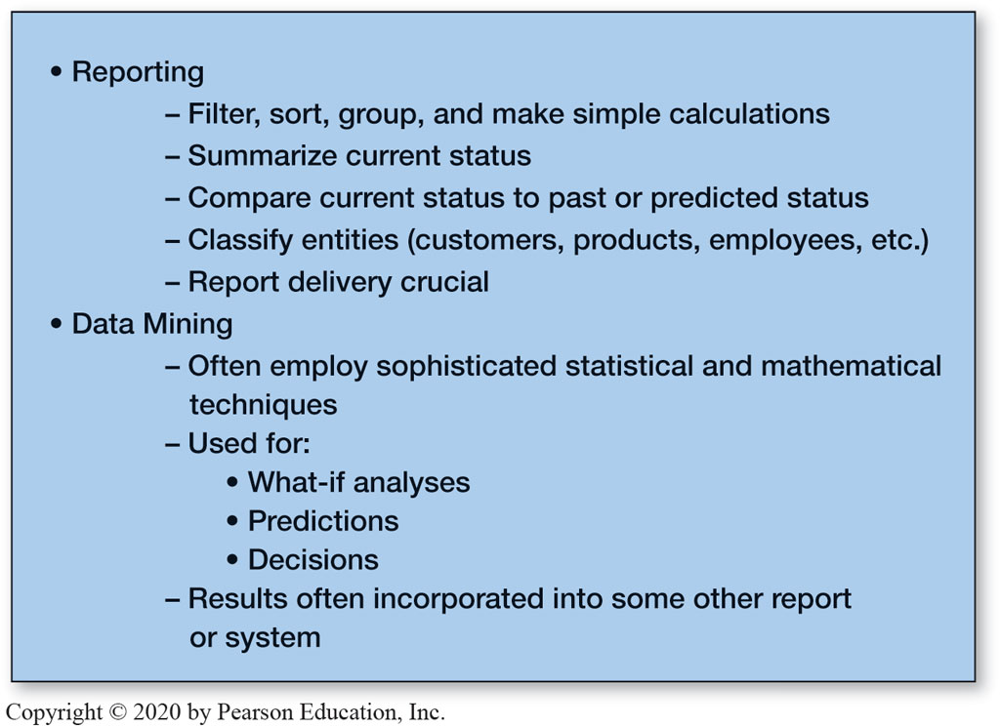 • Reporting
– Filter, sort, group, and make simple calculations
– Summarize current status
– Compare current status to past or predicted status
– Classify entities (customers, products, employees, etc.)
– Report delivery crucial
• Data Mining
– Often employ sophisticated statistical and mathematical
techniques
– Used for:
• What-if analyses
• Predictions
• Decisions
– Results often incorporated into some other report
or system
Copyright © 2020 by Pearson Education, Inc.